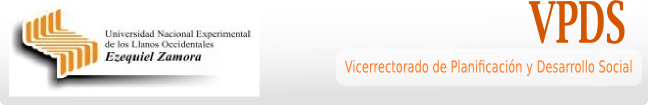 Universidad Nacional Experimental
de los Llanos Occidentales
Ezequiel Zamora
VPDS
Vicerrectorado de Planificación y Desarrollo Social